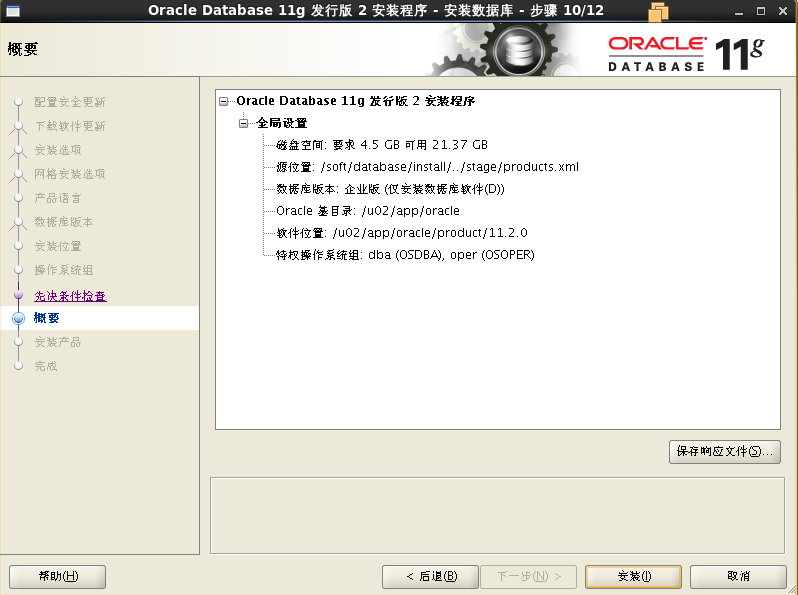 Oracle Database 11g 发行版 2 安装程序 - 安装数据库 - 步骤 10/12
概要
ORACLE
DATABASE
11g
配置安全更新
下载软件更新
安装选项
网格安装选项
产品语言
数据库版本
安装位置
操作系统组
先决条件检查
概要
安装产品
完成
Oracle Database 11g 发行版 2 安装程序
全局设置
磁盘空间: 要求 4.5 GB 可用 21.37 GB
源位置: /soft/database/install/../stage/products.xml
数据库版本: 企业版 (仅安装数据库软件(D))
Oracle 基目录: /u02/app/oracle
软件位置: /u02/app/oracle/product/11.2.0
特权操作系统组: dba (OSDBA), oper (OSOPER)
保存响应文件(S)...
帮助(H)
< 后退(B)
下一步(N) >
安装(I)
取消